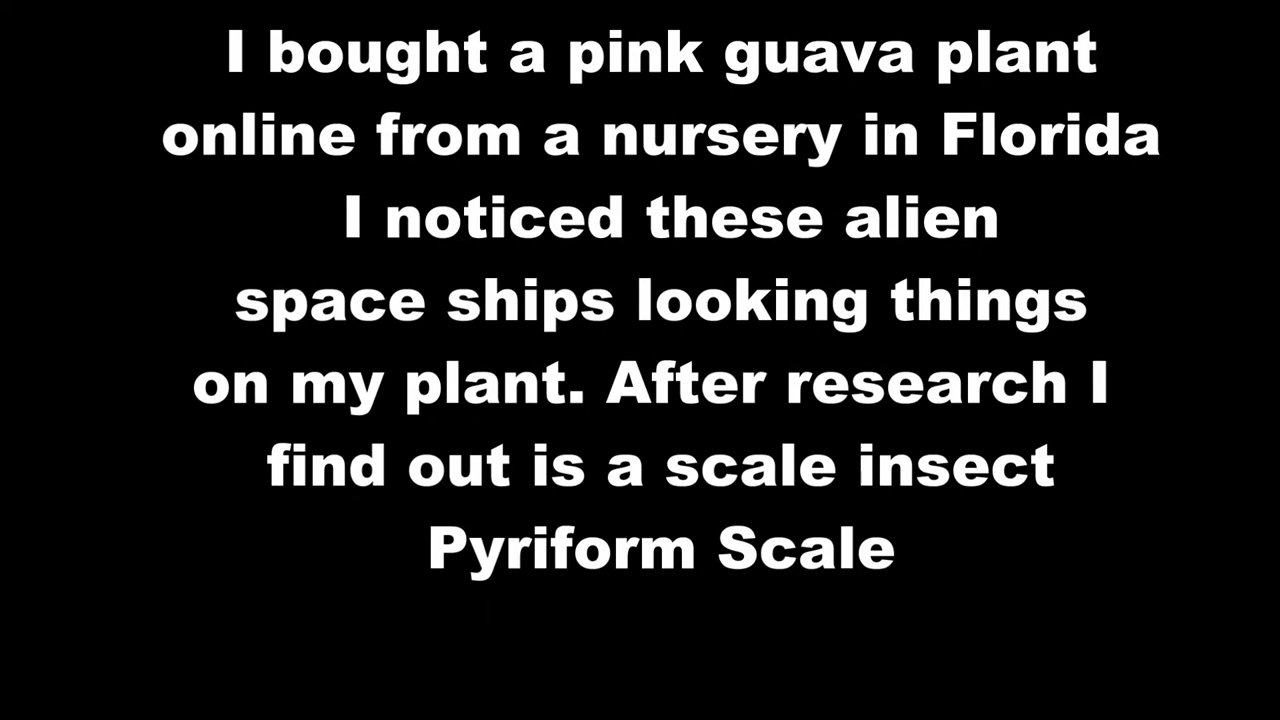 I bought a pink guava plant
online from a nursery in Florida
I noticed these alien
space ships looking things
on my plant. After research I
find out is a scale insect
Pyriform Scale